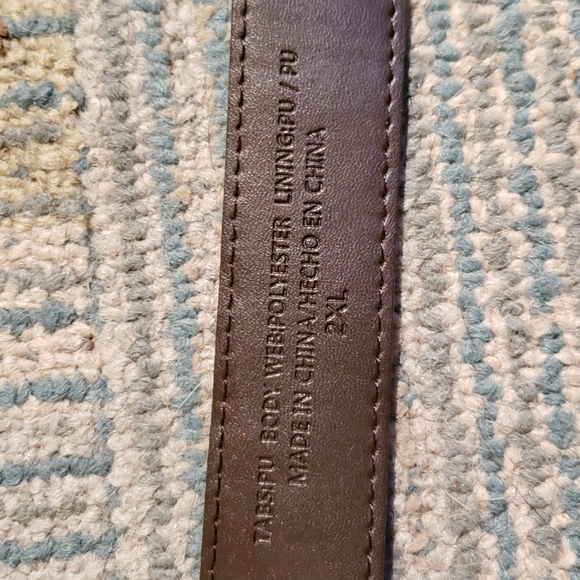 TABS:PU BODY WEB:POLYESTER LINING:PU / PU
MADE IN CHINA/HECHO EN CHINA
2XL